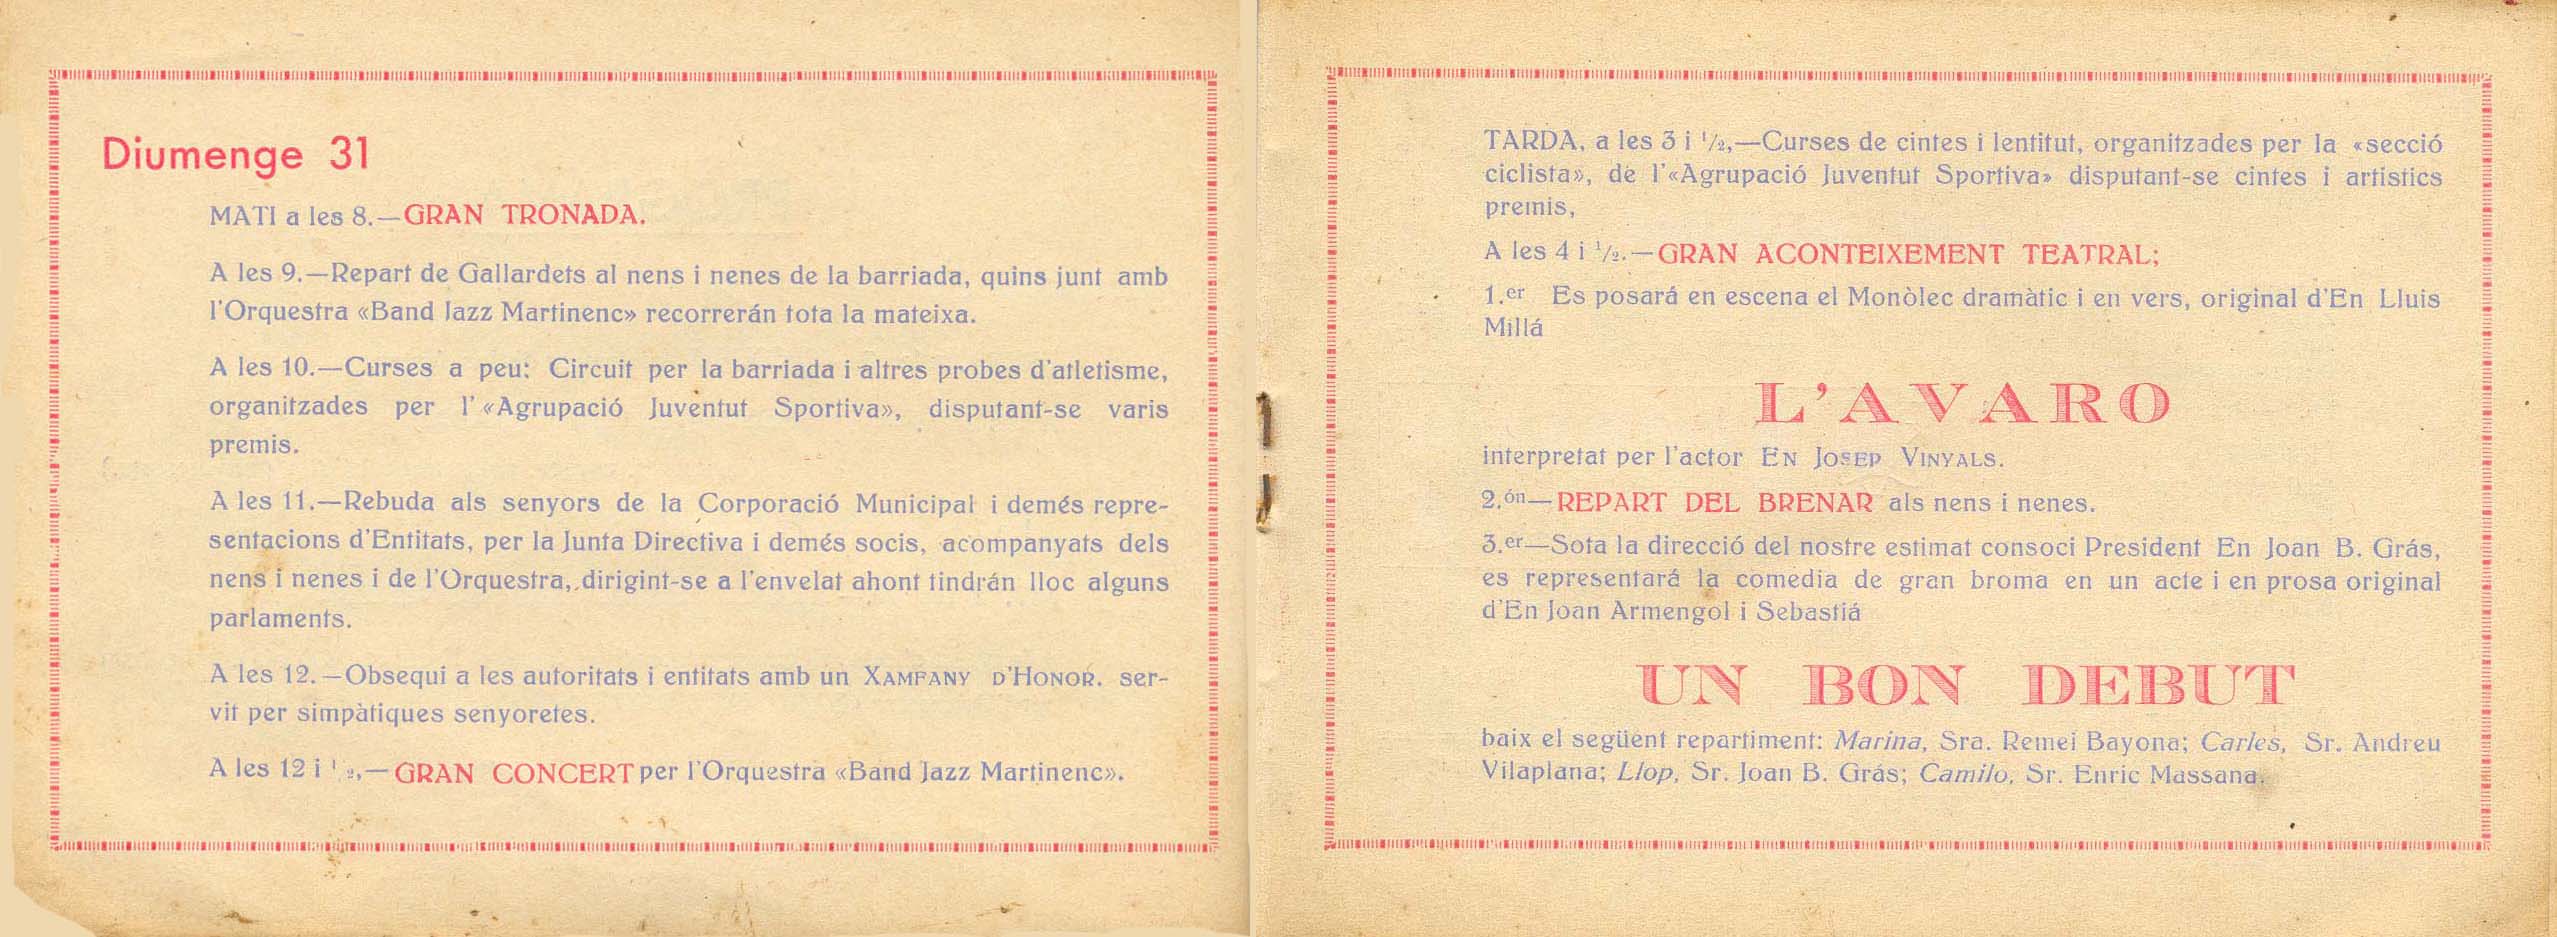 Diumenge 31
MATI a les 8.—GRAN TRONADA.
A les 9.—Repart de Gallardets al nens i nenes de la barriada, quins junt amb
l'Orquestra «Band Jazz Martinenc» recorrerán tota la mateixa.
A les 10.—Curses a peu: Circuit per la barriada i altres probes d'atletisme,
organitzades per l' «Agrupació Juventut Sportiva», disputant-se varis
premis.
A les 11.—Rebuda als senyors de la Corporació Municipal i demés repre-
sentacions d'Entitats, per la Junta Directiva i demés socis, acompanyats dels
nens i nenes i de l'Orquestra, dirigint-se a l'envelat ahont tindrán lloc alguns
parlaments.
A les 12.—Obsequi a les autoritats i entitats amb un XAMPANY D'HONOR. ser-
vit per simpàtiques senyoretes.
A les 12 i 1/2,—GRAN CONCERT per l'Orquestra «Band Jazz Martinenc».
TARDA, a les 3 i 1/2,—Curses de cintes i lentitut, organitzades per la «secció
ciclista», de l'«Agrupació Juventut Sportiva» disputant-se cintes i artistics
premis,
A les 4 i 1/2.—GRAN ACONTEIXEMENT TEATRAL;
1.er Es posará en escena el Monòlec dramàtic i en vers, original d'En Lluis
Millá
L'AVARO
interpretat per l'actor EN JOSEP VINYALS.
2.ón—REPART DEL BRENAR als nens i nenes.
3.er—Sota la direcció del nostre estimat consoci President En Joan B. Grás,
es representará la comedia de gran broma en un acte i en prosa original
d'En Joan Armengol i Sebastiá
UN BON DEBUT
baix el següent repartiment: Marina, Sra. Remei Bayona; Carles, Sr. Andreu
Vilaplana; Llop, Sr. Joan B. Grás; Camilo, Sr. Enric Massana.